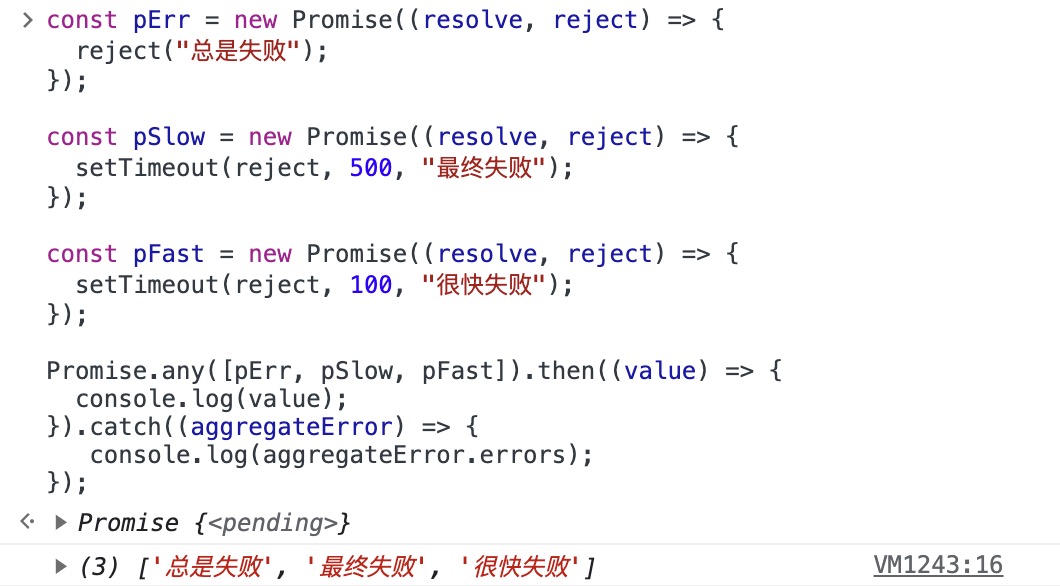 const pErr = new Promise((resolve, reject) => {
  reject("总是失败");
});

const pSlow = new Promise((resolve, reject) => {
  setTimeout(reject, 500, "最终失败");
});

const pFast = new Promise((resolve, reject) => {
  setTimeout(reject, 100, "很快失败");
});

Promise.any([pErr, pSlow, pFast]).then((value) => {
  console.log(value);
}).catch((aggregateError) => {
   console.log(aggregateError.errors);
});
Promise {<pending>}
(3) ['总是失败', '最终失败', '很快失败'] VM1243:16